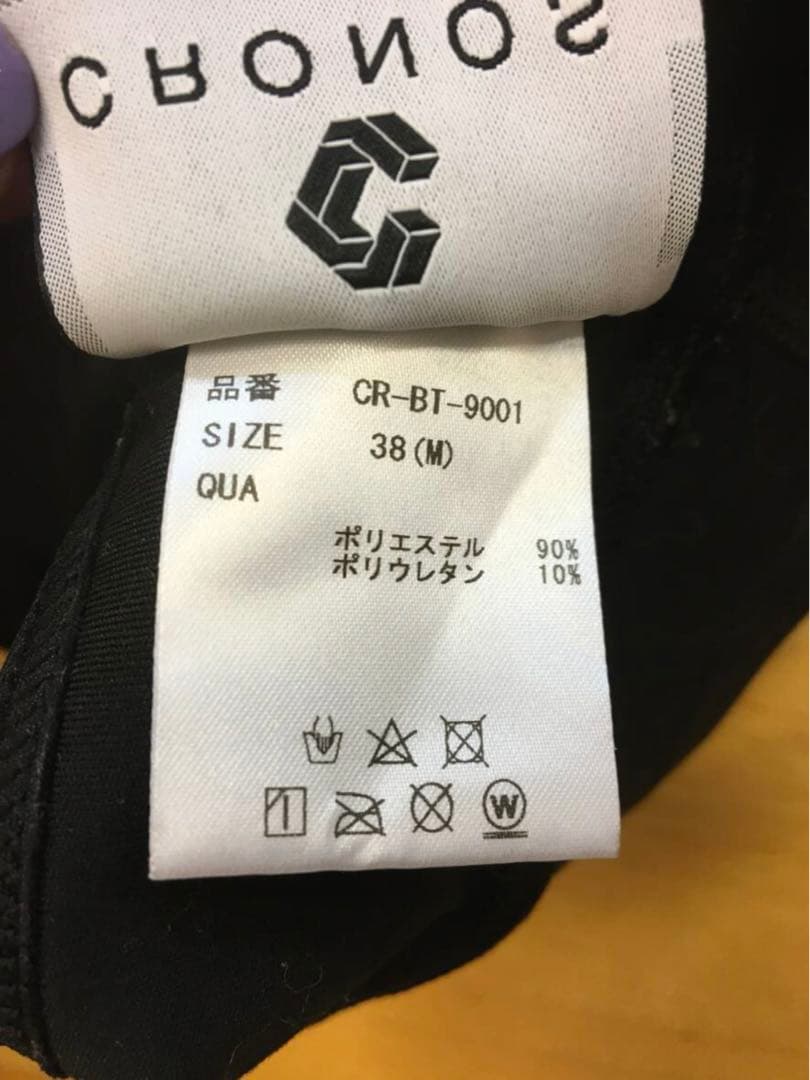 CRONOS
品番 CR-BT-9001
SIZE 38(M)
QUA
ポリエステル 90%
ポリウレタン 10%
W